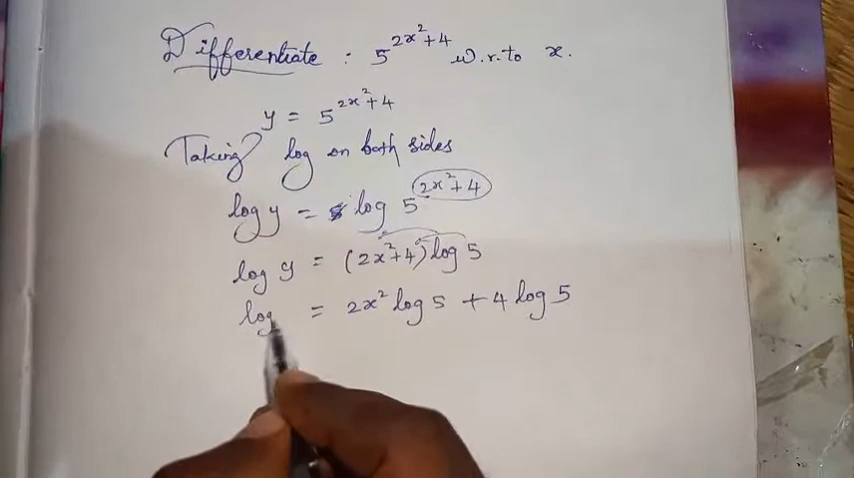 Differentiate : 5^{2x²+4} w.r.to x.
y = 5^{2x²+4}
Taking log on both sides
log y = log 5^{2x²+4}
log y = (2x²+4) log 5
log = 2x² log 5 + 4 log 5